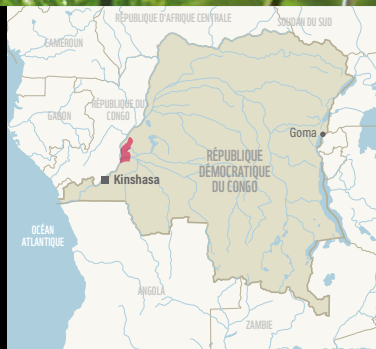 RÉPUBLIQUE D'AFRIQUE CENTRALE
SOUDAN DU SUD
CAMEROUN
RÉPUBLIQUE DU
CONGO
GABON
Goma
RÉPUBLIQUE
DÉMOCRATIQUE
DU CONGO
Kinshasa
OCÉAN
ATLANTIQUE
ANGOLA
ZAMBIE